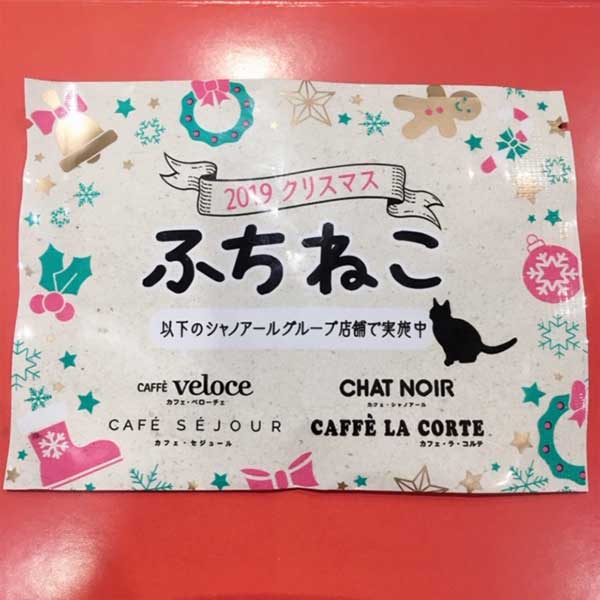 2019 クリスマス
ふちねこ
以下のシャノアールグループ店舗で実施中
CAFFÈ veloce
カフェ・ベローチェ
CHAT NOIR
カフェ・シャノアール
CAFÉ SÉJOUR
カフェ・セジュール
CAFFÈ LA CORTE
カフェ・ラ・コルテ